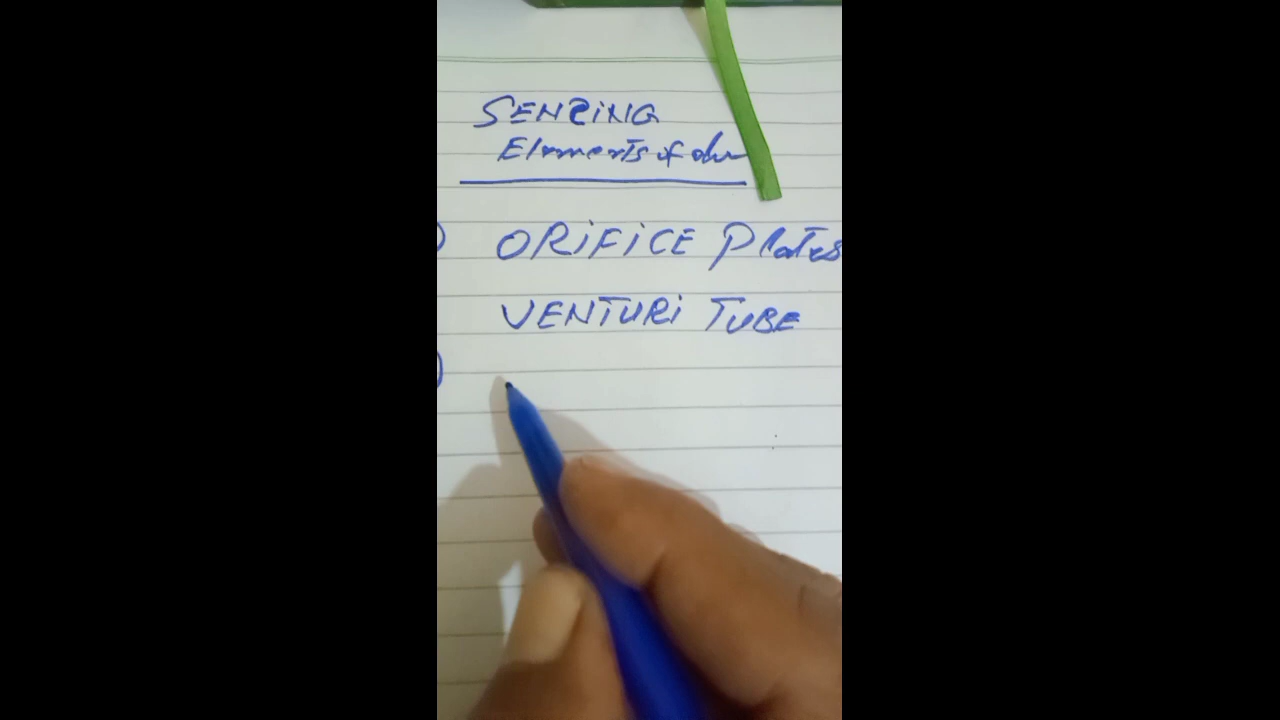 SENSING
Elements of
) ORiFiCE Plates
VENTURi TUBE
)